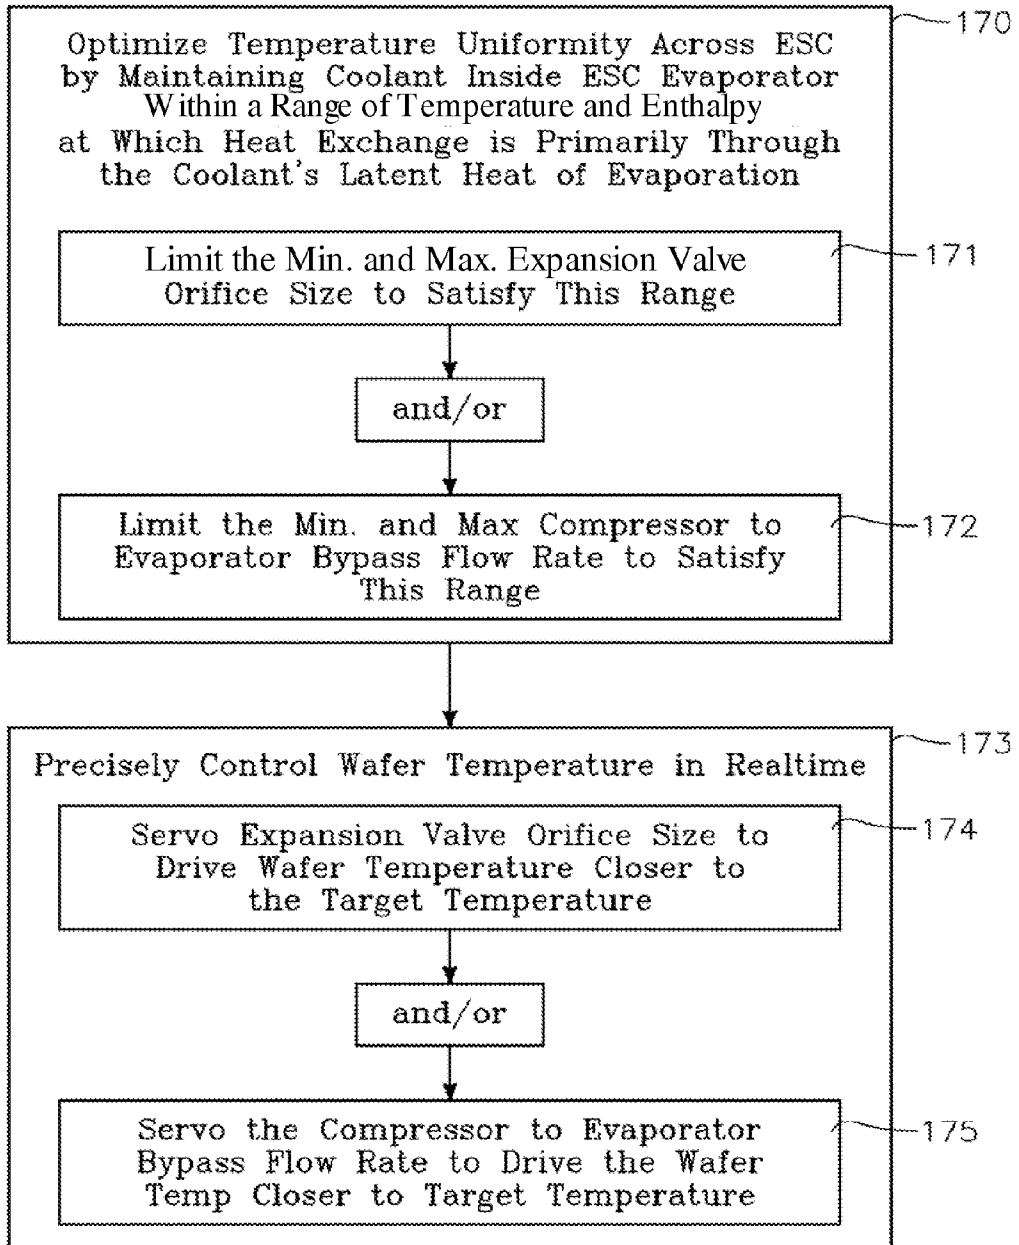 170
Optimize Temperature Uniformity Across ESC
by Maintaining Coolant Inside ESC Evaporator
Within a Range of Temperature and Enthalpy
at Which Heat Exchange is Primarily Through
the Coolant's Latent Heat of Evaporation
171
Limit the Min. and Max. Expansion Valve
Orifice Size to Satisfy This Range
and/or
172
Limit the Min. and Max Compressor to
Evaporator Bypass Flow Rate to Satisfy
This Range
173
Precisely Control Wafer Temperature in Realtime
174
Servo Expansion Valve Orifice Size to
Drive Wafer Temperature Closer to
the Target Temperature
and/or
175
Servo the Compressor to Evaporator
Bypass Flow Rate to Drive the Wafer
Temp Closer to Target Temperature